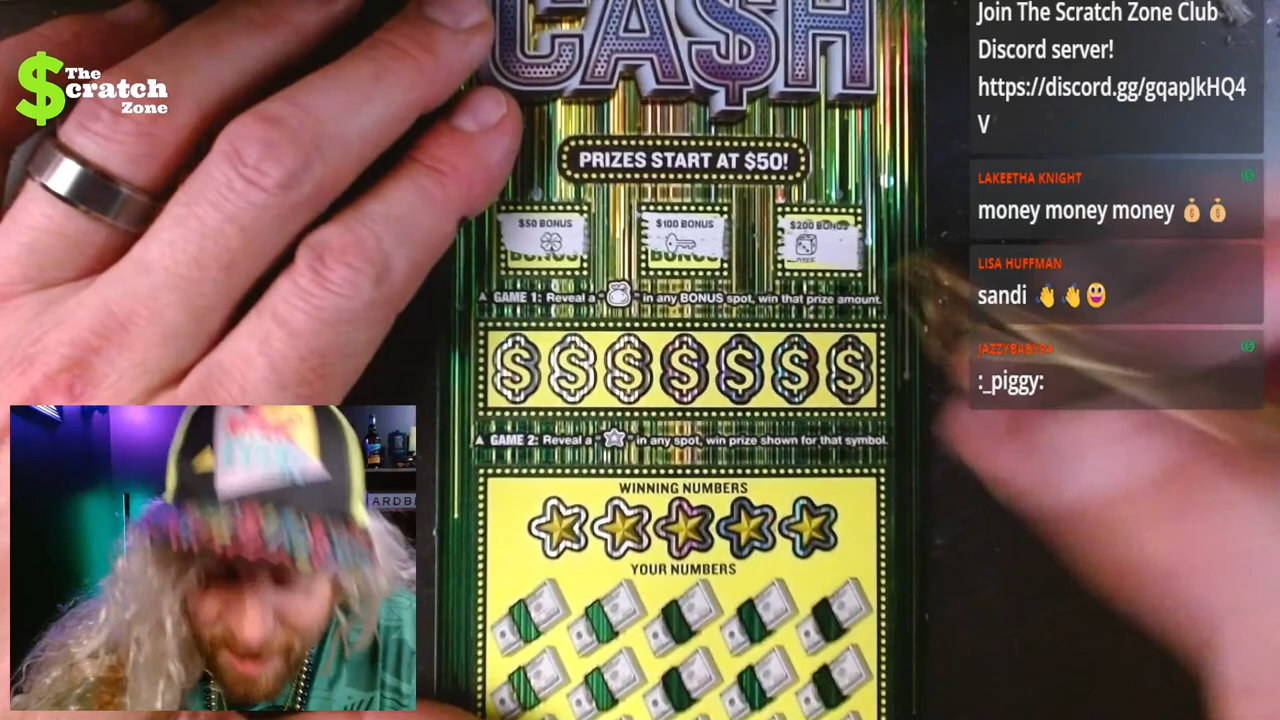 The
$cratch
Zone
CA$H
PRIZES START AT $50!
$50 BONUS
$100 BONUS
$200 BONUS
GAME 1: Reveal a " " in any BONUS spot, win that prize amount.
$ $ $ $ $ $ $
GAME 2: Reveal a " " in any spot, win prize shown for that symbol.
WINNING NUMBERS
YOUR NUMBERS
Join The Scratch Zone Club
Discord server!
https://discord.gg/gqapJkHQ4
V
LAKEETHA KNIGHT
money money money 💰 💰
LISA HUFFMAN
sandi 👋 👋 😃
:_piggy:
ARDBE